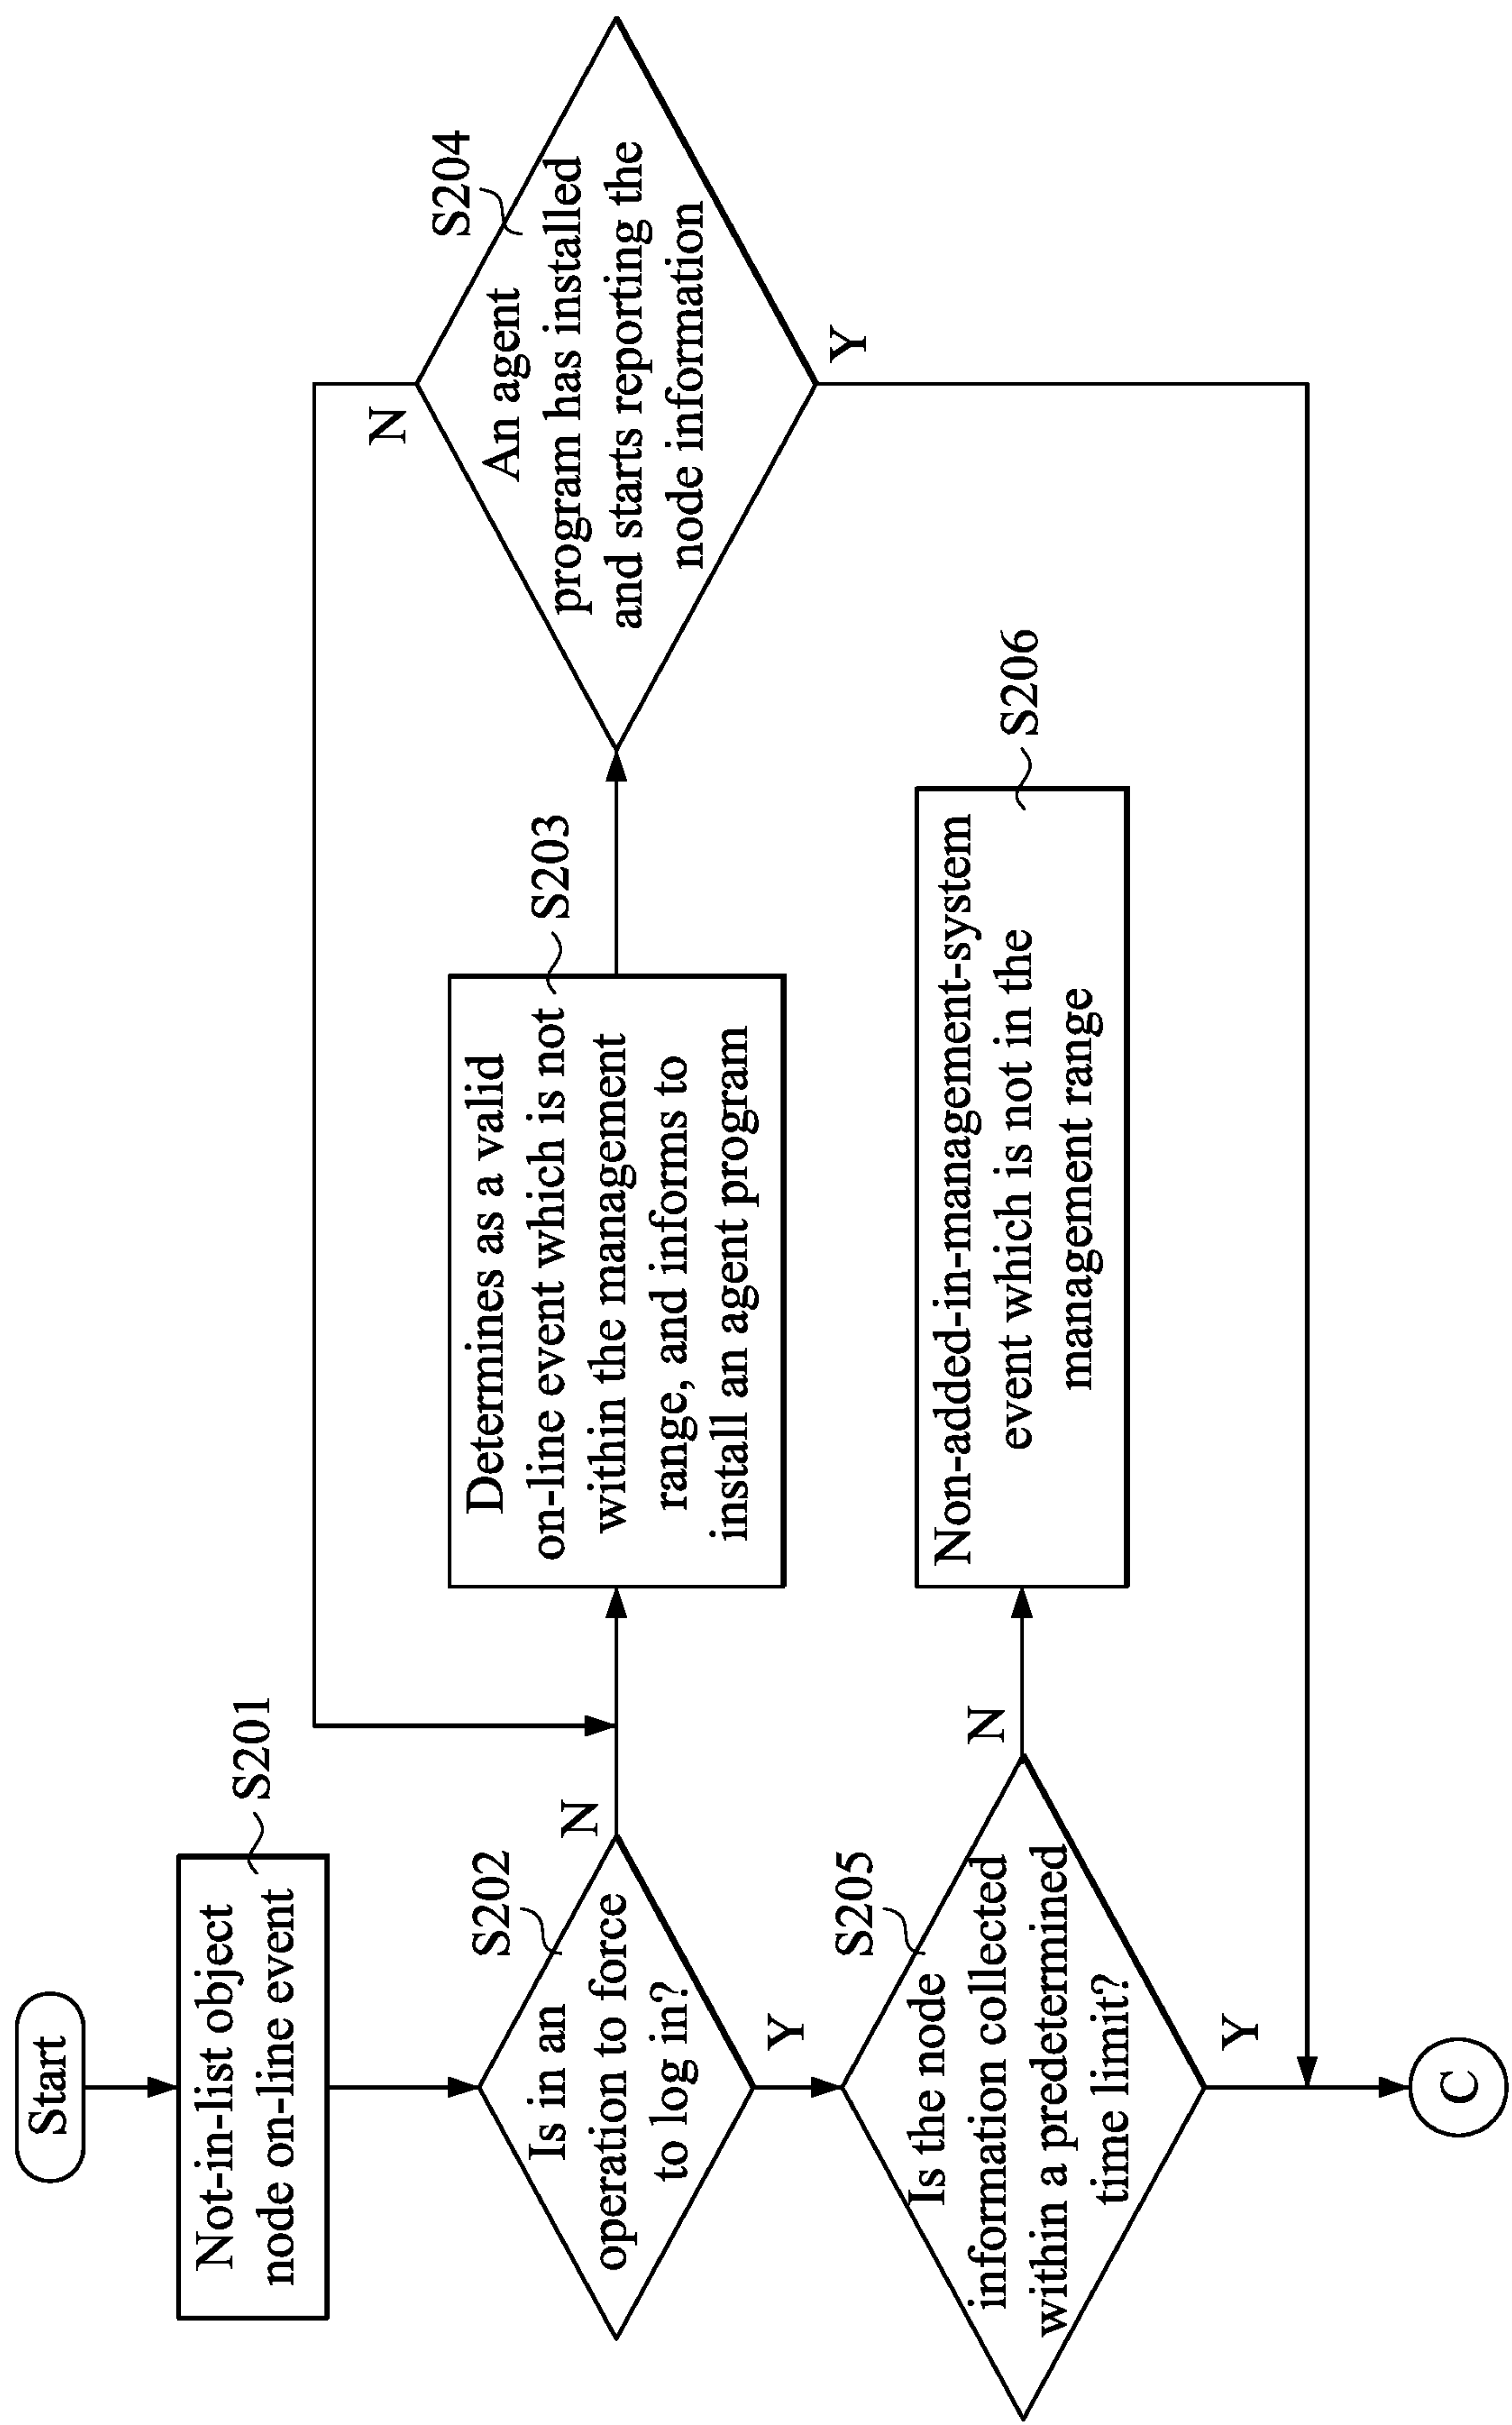 Start
Not-in-list object
node on-line event
S201
Is in an
operation to force
to log in?
S202
N
Y
Determines as a valid
on-line event which is not
within the management
range, and informs to
install an agent program
S203
An agent
program has installed
and starts reporting the
node information
S204
N
Y
Is the node
information collected
within a predetermined
time limit?
S205
N
Y
Non-added-in-management-system
event which is not in the
management range
S206
C